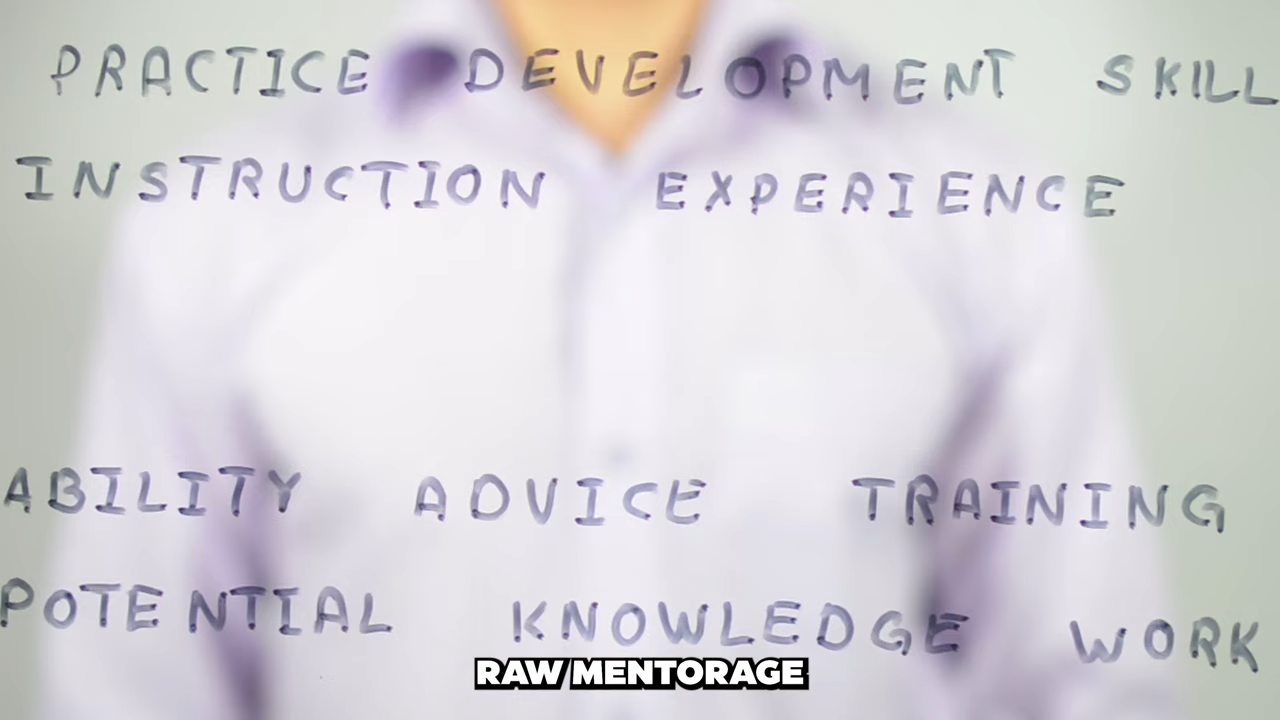 PRACTICE DEVELOPMENT SKILL
INSTRUCTION EXPERIENCE
ABILITY ADVICE TRAINING
POTENTIAL KNOWLEDGE WORK
RAW MENTORAGE